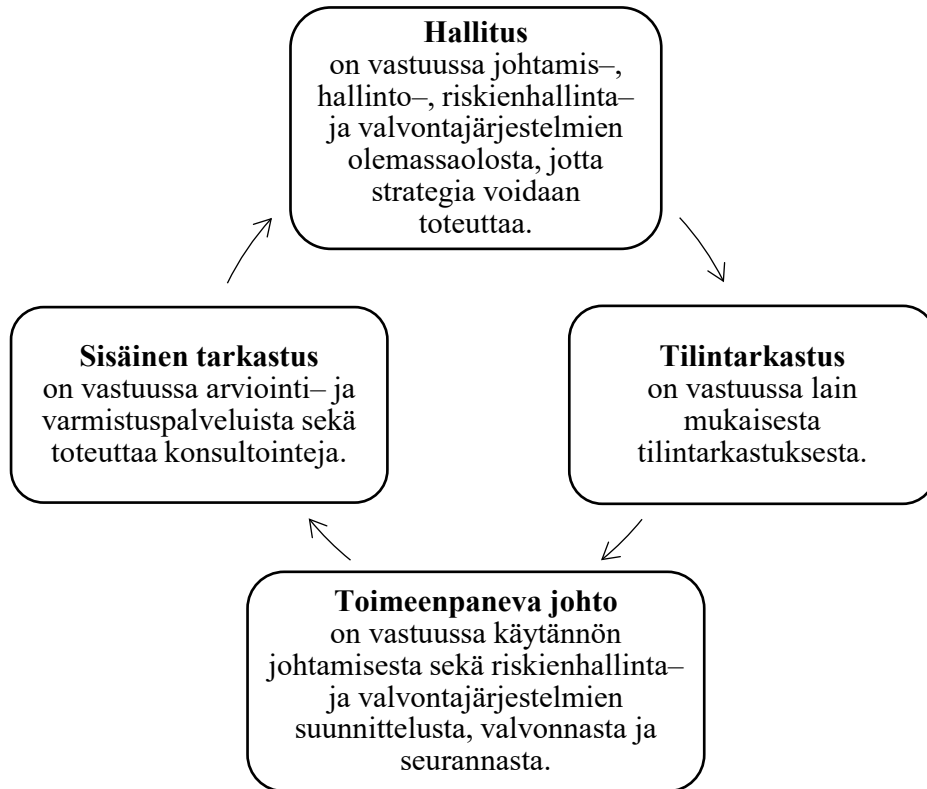 Hallitus
on vastuussa johtamis–,
hallinto–, riskienhallinta–
ja valvontajärjestelmien
olemassaolosta, jotta
strategia voidaan
toteuttaa.
Sisäinen tarkastus
on vastuussa arviointi– ja
varmistuspalveluista sekä
toteuttaa konsultointeja.
Tilintarkastus
on vastuussa lain
mukaisesta
tilintarkastuksesta.
Toimeenpaneva johto
on vastuussa käytännön
johtamisesta sekä riskienhallinta–
ja valvontajärjestelmien
suunnittelusta, valvonnasta ja
seurannasta.